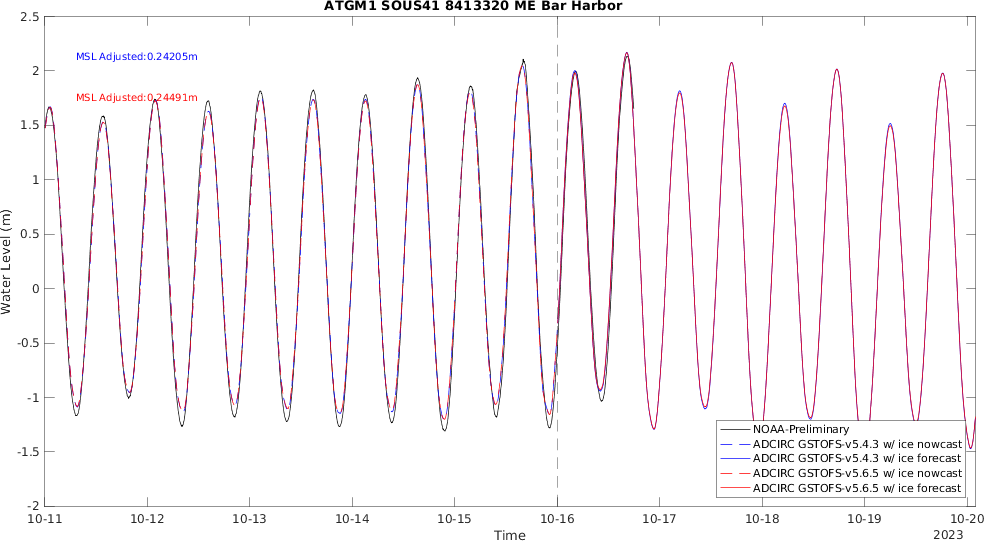 ATGM1 SOUS41 8413320 ME Bar Harbor
2.5
2
1.5
1
0.5
0
-0.5
-1
-1.5
-2
Water Level (m)
MSL Adjusted:0.24205m
MSL Adjusted:0.24491m
NOAA-Preliminary
ADCIRC GSTOFS-v5.4.3 w/ ice nowcast
ADCIRC GSTOFS-v5.4.3 w/ ice forecast
ADCIRC GSTOFS-v5.6.5 w/ ice nowcast
ADCIRC GSTOFS-v5.6.5 w/ ice forecast
10-11 10-12 10-13 10-14 10-15 10-16 10-17 10-18 10-19 10-20
Time
2023